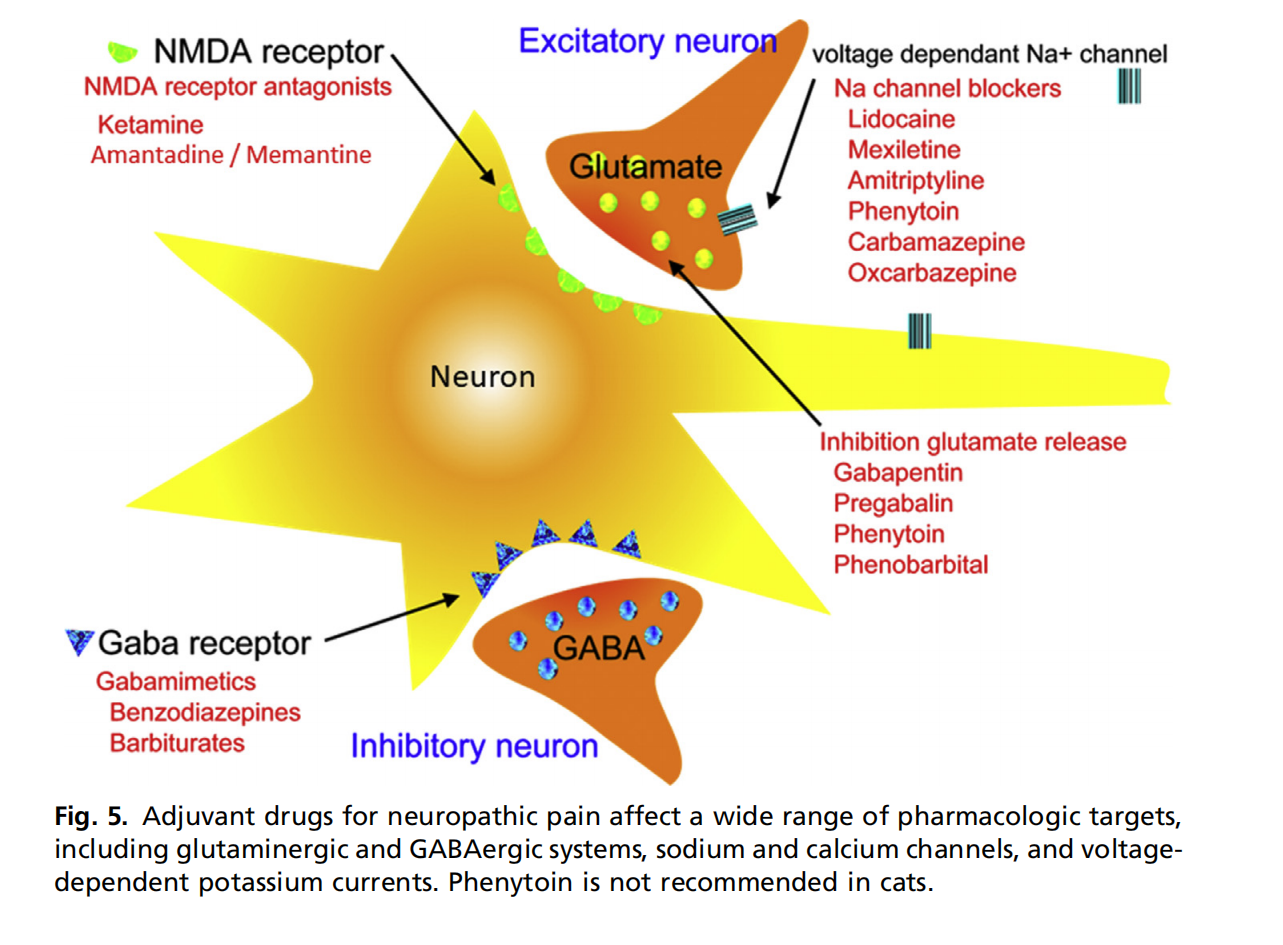 NMDA receptor
NMDA receptor antagonists
Ketamine
Amantadine / Memantine
Excitatory neuron
Glutamate
voltage dependant Na+ channel
Na channel blockers
Lidocaine
Mexiletine
Amitriptyline
Phenytoin
Carbamazepine
Oxcarbazepine
Neuron
Inhibition glutamate release
Gabapentin
Pregabalin
Phenytoin
Phenobarbital
Gaba receptor
Gabamimetics
Benzodiazepines
Barbiturates
GABA
Inhibitory neuron
Fig. 5. Adjuvant drugs for neuropathic pain affect a wide range of pharmacologic targets,
including glutaminergic and GABAergic systems, sodium and calcium channels, and voltage-
dependent potassium currents. Phenytoin is not recommended in cats.